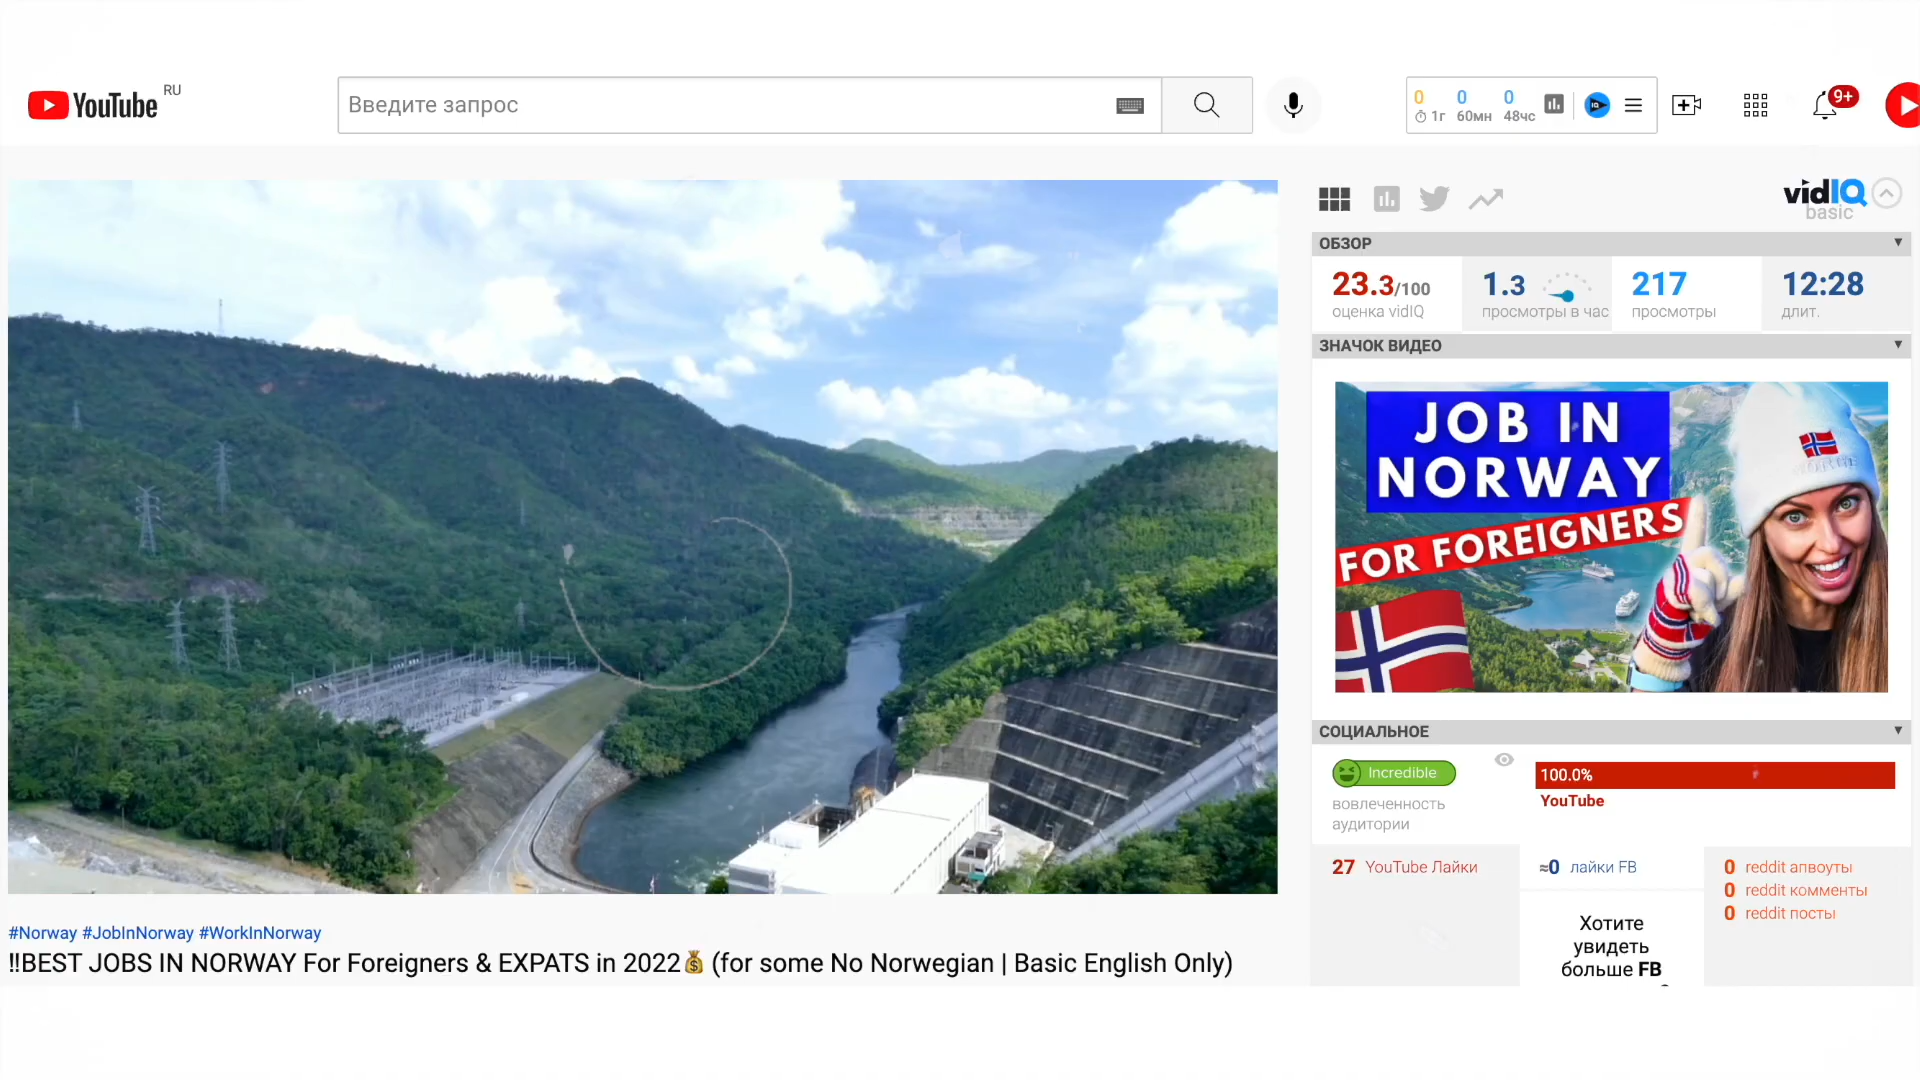 YouTube RU
Введите запрос
0 0 0
1г 60мн 48чс
9+
vidIQ
basic
ОБЗОР
23.3/100
оценка vidIQ
1.3
просмотры в час
217
просмотры
12:28
длит.
ЗНАЧОК ВИДЕО
JOB IN
NORWAY
FOR FOREIGNERS
СОЦИАЛЬНОЕ
Incredible
вовлеченность
аудитории
100.0%
YouTube
27 YouTube Лайки
≈0 лайки FB
Хотите
увидеть
больше FB
0 reddit апвоуты
0 reddit комменты
0 reddit посты
#Norway #JobInNorway #WorkInNorway
‼BEST JOBS IN NORWAY For Foreigners & EXPATS in 2022💰 (for some No Norwegian | Basic English Only)